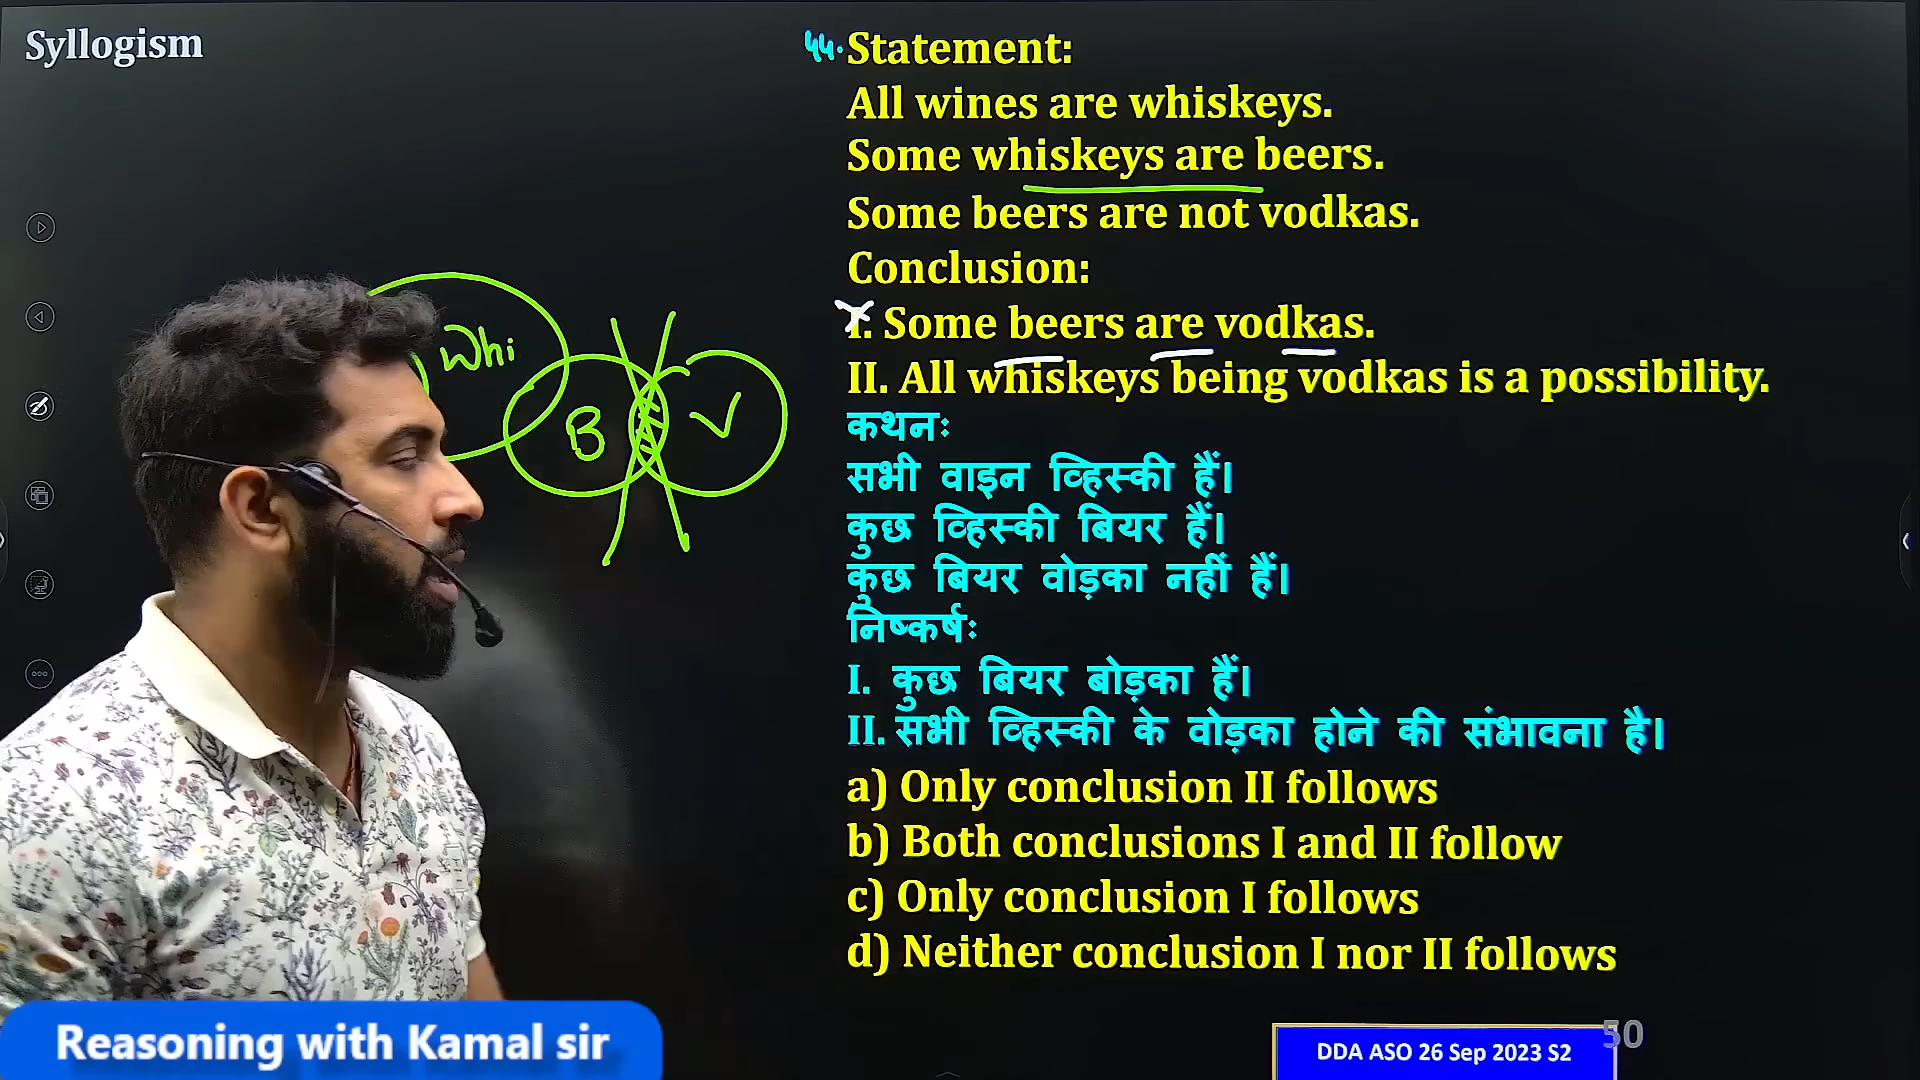 Syllogism
44. Statement:
All wines are whiskeys.
Some whiskeys are beers.
Some beers are not vodkas.
Conclusion:
I. Some beers are vodkas.
II. All whiskeys being vodkas is a possibility.
Whi
B
V
कथनः
सभी वाइन व्हिस्की हैं।
कुछ व्हिस्की बियर हैं।
कुछ बियर वोड़का नहीं हैं।
निष्कर्षः
I. कुछ बियर बोड़का हैं।
II. सभी व्हिस्की के वोड़का होने की संभावना है।
a) Only conclusion II follows
b) Both conclusions I and II follow
c) Only conclusion I follows
d) Neither conclusion I nor II follows
Reasoning with Kamal sir
50
DDA ASO 26 Sep 2023 S2